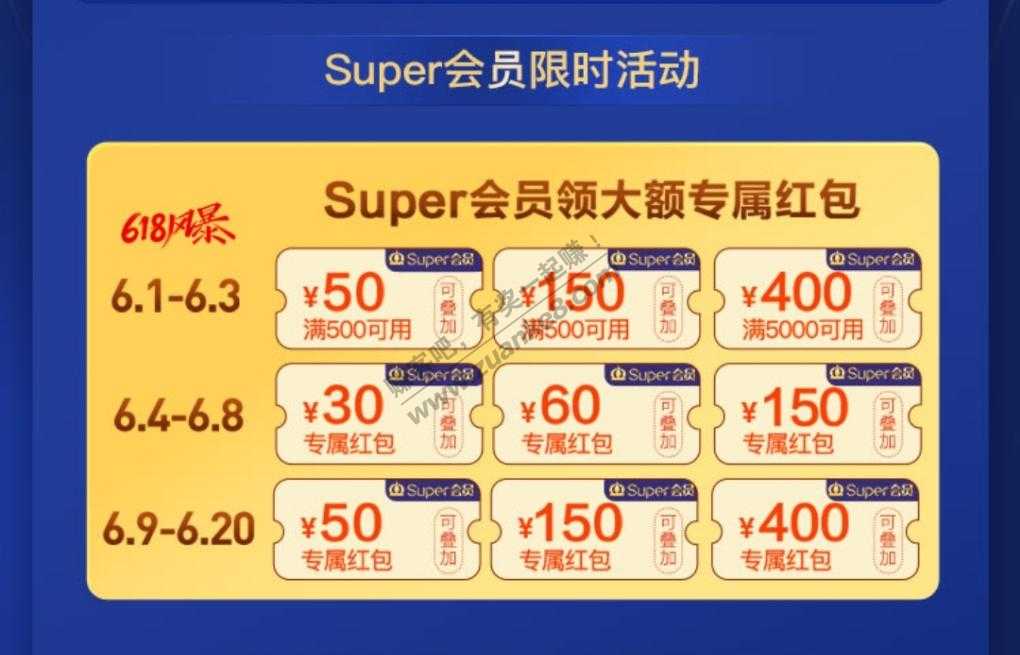 Super会员限时活动
Super会员领大额专属红包
618风暴
6.1-6.3
Super会员
¥50
满500可用
可叠加
Super会员
¥150
满500可用
可叠加
Super会员
¥400
满5000可用
可叠加
6.4-6.8
Super会员
¥30
专属红包
可叠加
Super会员
¥60
专属红包
可叠加
Super会员
¥150
专属红包
可叠加
6.9-6.20
Super会员
¥50
专属红包
可叠加
Super会员
¥150
专属红包
可叠加
Super会员
¥400
专属红包
可叠加
赚客吧，有奖一起赚！